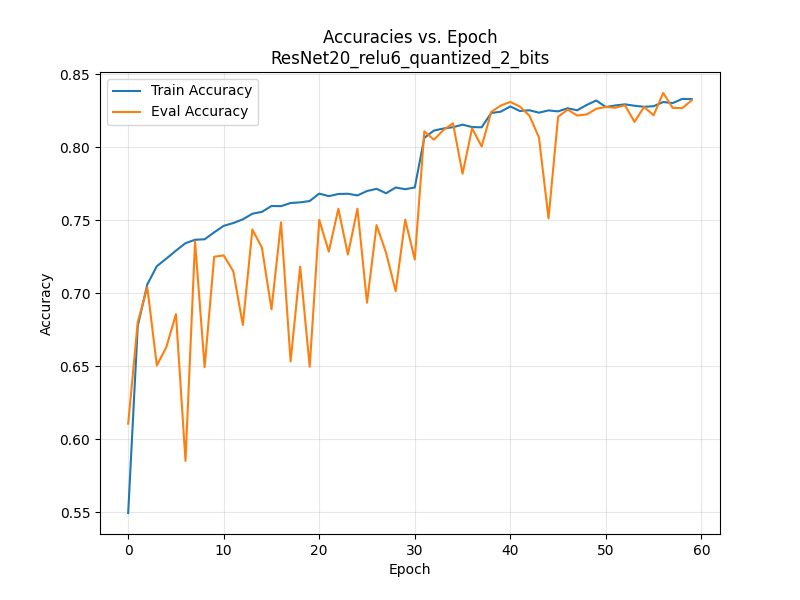 Accuracies vs. Epoch
ResNet20_relu6_quantized_2_bits
Train Accuracy
Eval Accuracy
0.85
0.80
0.75
0.70
0.65
0.60
0.55
Accuracy
0 10 20 30 40 50 60
Epoch